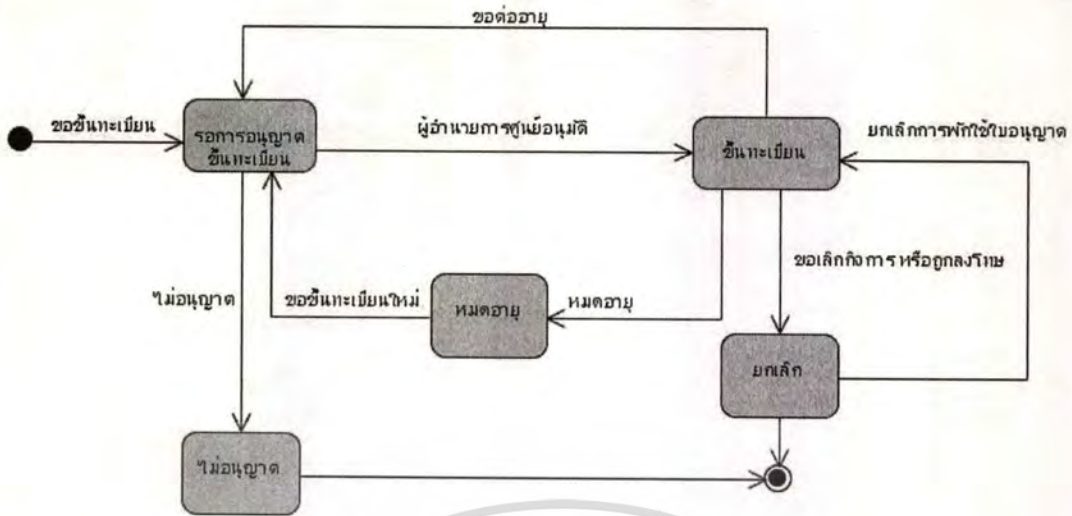 ขอต่ออายุ
ขอขึ้นทะเบียน
รอการอนุญาต
ขึ้นทะเบียน
ผู้อำนวยการศูนย์อนุมัติ
ขึ้นทะเบียน
ยกเลิกการพักใช้ใบอนุญาต
ขอเลิกกิจการ หรือถูกลงโทษ
ไม่อนุญาต
ขอขึ้นทะเบียนใหม่
หมดอายุ
หมดอายุ
ยกเลิก
ไม่อนุญาต